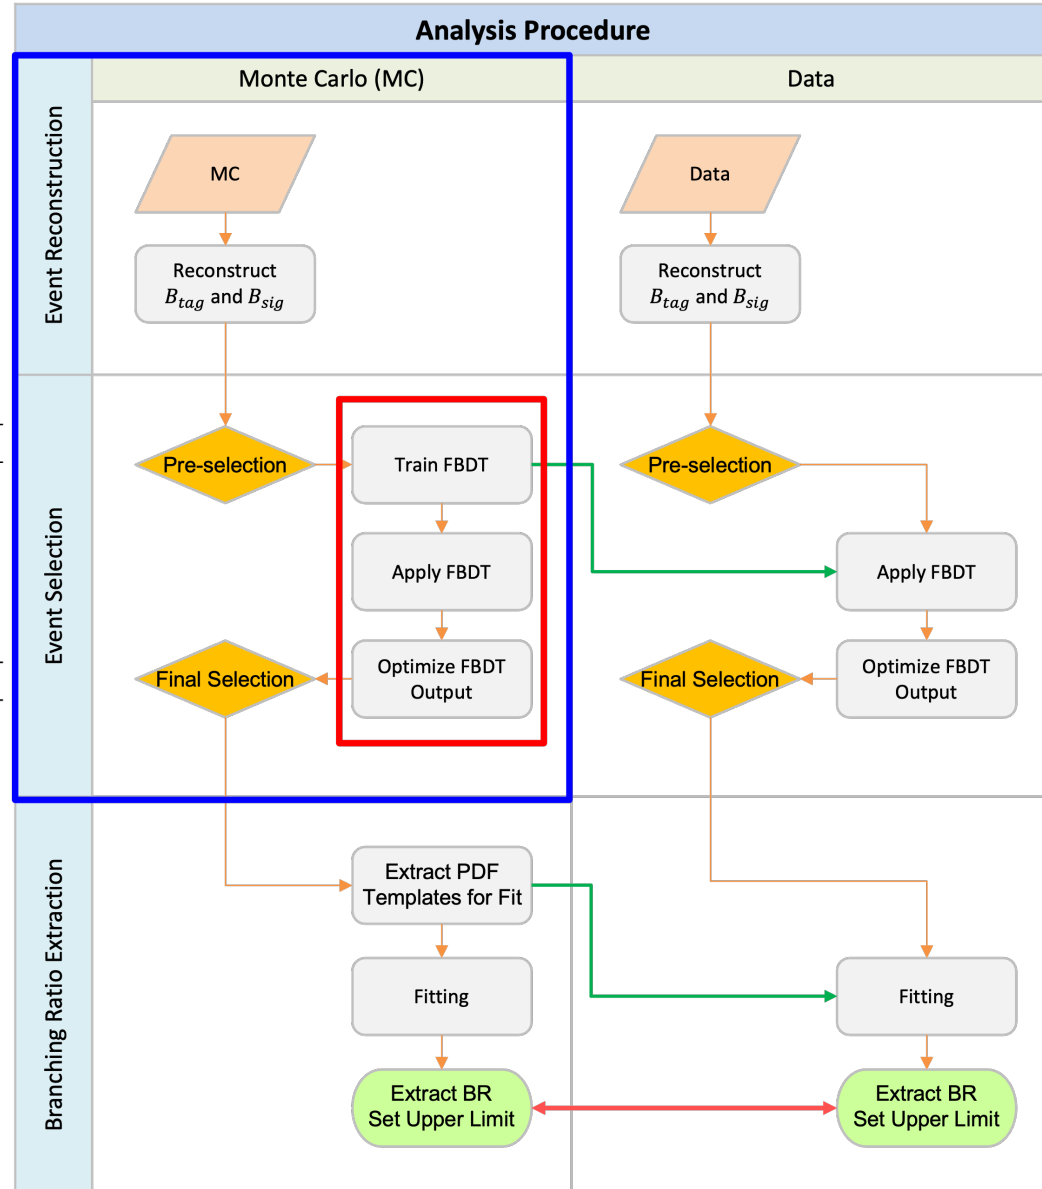 Analysis Procedure
Monte Carlo (MC)
Data
Event Reconstruction
MC
Data
Reconstruct
B_tag and B_sig
Reconstruct
B_tag and B_sig
Event Selection
Pre-selection
Train FBDT
Pre-selection
Apply FBDT
Apply FBDT
Final Selection
Optimize FBDT
Output
Final Selection
Optimize FBDT
Output
Branching Ratio Extraction
Extract PDF
Templates for Fit
Fitting
Fitting
Extract BR
Set Upper Limit
Extract BR
Set Upper Limit